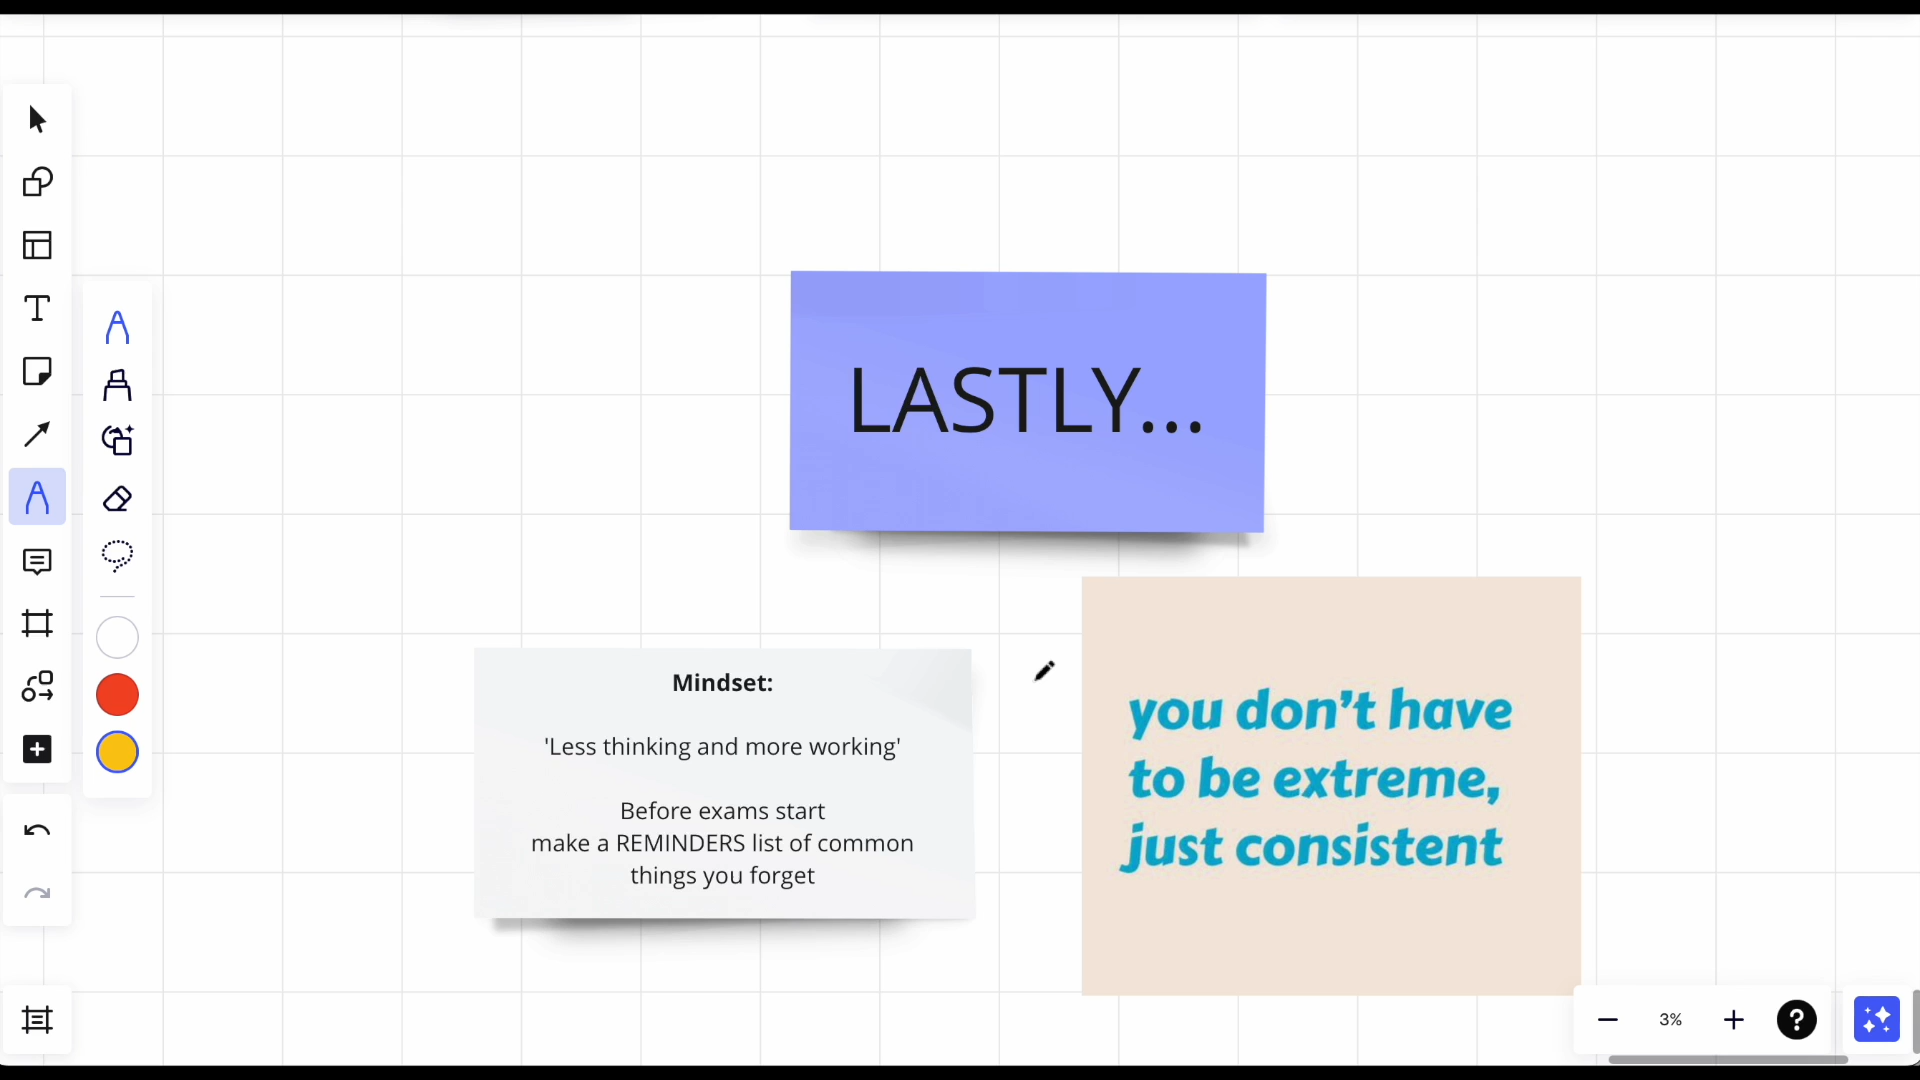 LASTLY...
Mindset:
'Less thinking and more working'
Before exams start
make a REMINDERS list of common
things you forget
you don't have
to be extreme,
just consistent
3%